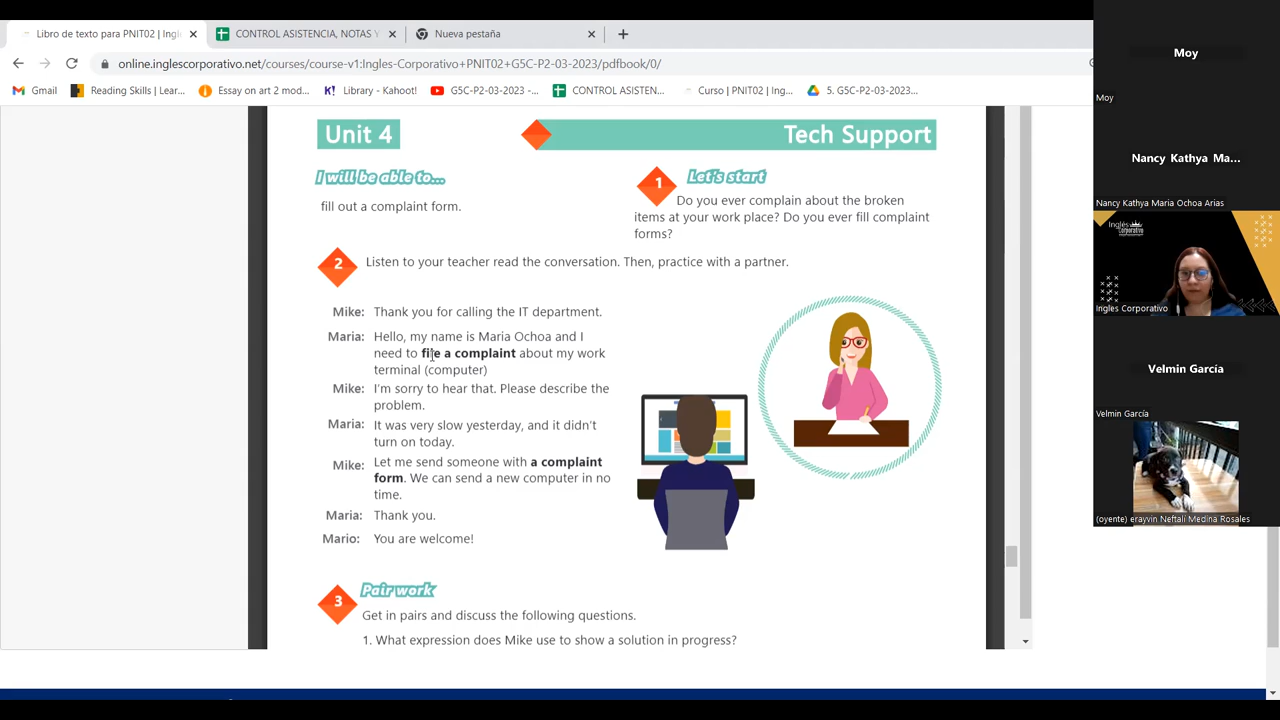 Libro de texto para PNIT02 | Ingl
CONTROL ASISTENCIA, NOTAS Y
Nueva pestaña
online.inglescorporativo.net/courses/course-v1:Ingles-Corporativo+PNIT02+G5C-P2-03-2023/pdfbook/0/
Gmail
Reading Skills | Lear...
Essay on art 2 mod...
Library - Kahoot!
G5C-P2-03-2023 -...
CONTROL ASISTEN...
Curso | PNIT02 | Ing...
5. G5C-P2-03-2023...
Unit 4
Tech Support
I will be able to...
fill out a complaint form.
1
Let's start
Do you ever complain about the broken
items at your work place? Do you ever fill complaint
forms?
2
Listen to your teacher read the conversation. Then, practice with a partner.
Mike: Thank you for calling the IT department.
Maria: Hello, my name is Maria Ochoa and I
need to file a complaint about my work
terminal (computer)
Mike: I'm sorry to hear that. Please describe the
problem.
Maria: It was very slow yesterday, and it didn't
turn on today.
Mike: Let me send someone with a complaint
form. We can send a new computer in no
time.
Maria: Thank you.
Mario: You are welcome!
3
Pair work
Get in pairs and discuss the following questions.
1. What expression does Mike use to show a solution in progress?
Moy
Moy
Nancy Kathya Ma...
Nancy Kathya Maria Ochoa Arias
Inglés
Corporativo
Ingles Corporativo
Velmin García
Velmin García
(oyente) erayvin Neftali Medina Rosales